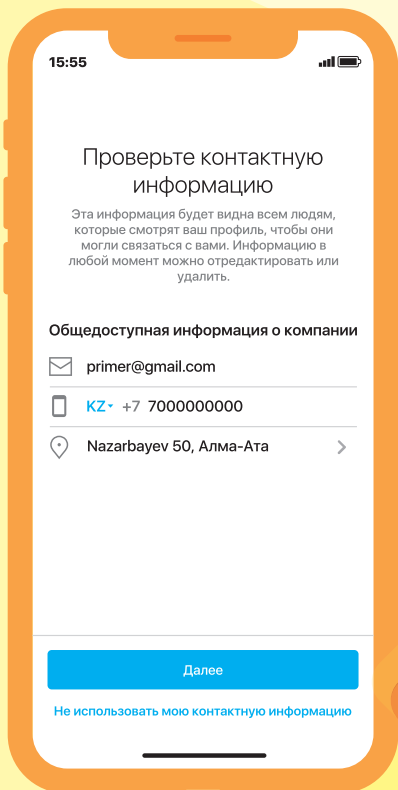 15:55
Проверьте контактную
информацию
Эта информация будет видна всем людям,
которые смотрят ваш профиль, чтобы они
могли связаться с вами. Информацию в
любой момент можно отредактировать или
удалить.
Общедоступная информация о компании
primer@gmail.com
KZ +7 7000000000
Nazarbayev 50, Алма-Ата
Далее
Не использовать мою контактную информацию